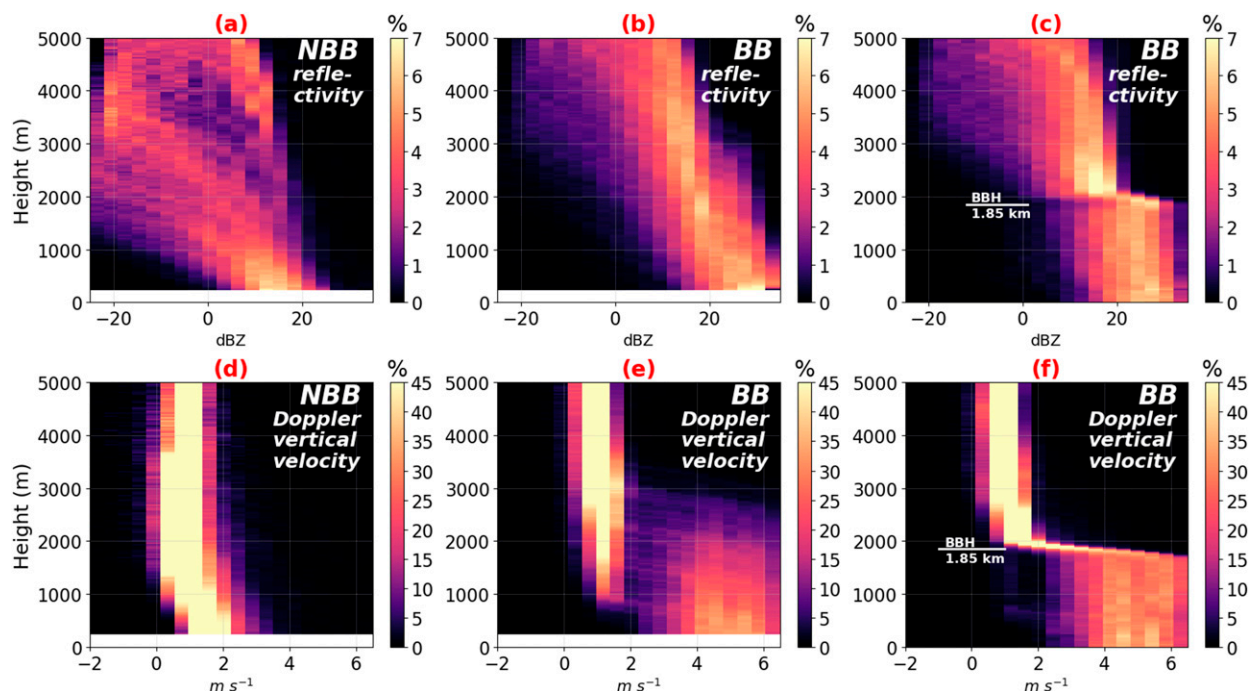 (a) % (b) % (c) %
5000 NBB 7 5000 BB 7 5000 BB 7
refle- refle- refle-
ctivity ctivity ctivity
4000 6 4000 6 4000 6
5 5 5
3000 4 3000 4 3000 4
Height (m)
2000 3 2000 3 2000 BBH 3
1.85 km
2 2 2
1000 1 1000 1 1000 1
0 0 0 0 0 0
−20 0 20 −20 0 20 −20 0 20
dBZ dBZ dBZ
(d) % (e) % (f) %
5000 NBB 45 5000 BB 45 5000 BB 45
Doppler 40 Doppler 40 Doppler 40
4000 vertical 35 4000 vertical 35 4000 vertical 35
velocity velocity velocity
30 30 30
3000 25 3000 25 3000 25
Height (m)
2000 20 2000 20 2000 BBH 20
1.85 km
15 15 15
1000 10 1000 10 1000 10
5 5 5
0 0 0 0 0 0
−2 0 2 4 6 −2 0 2 4 6 −2 0 2 4 6
m s⁻¹ m s⁻¹ m s⁻¹